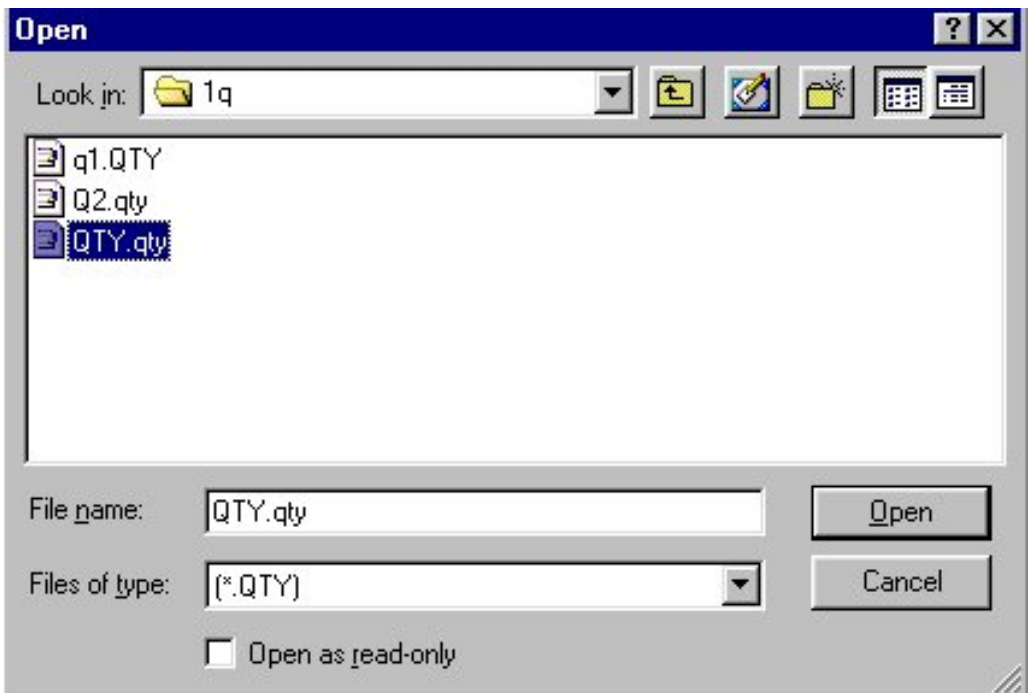 Open
Look in: 1q
q1.QTY
Q2.qty
QTY.qty
File name: QTY.qty Open
Files of type: (*.QTY) Cancel
Open as read-only